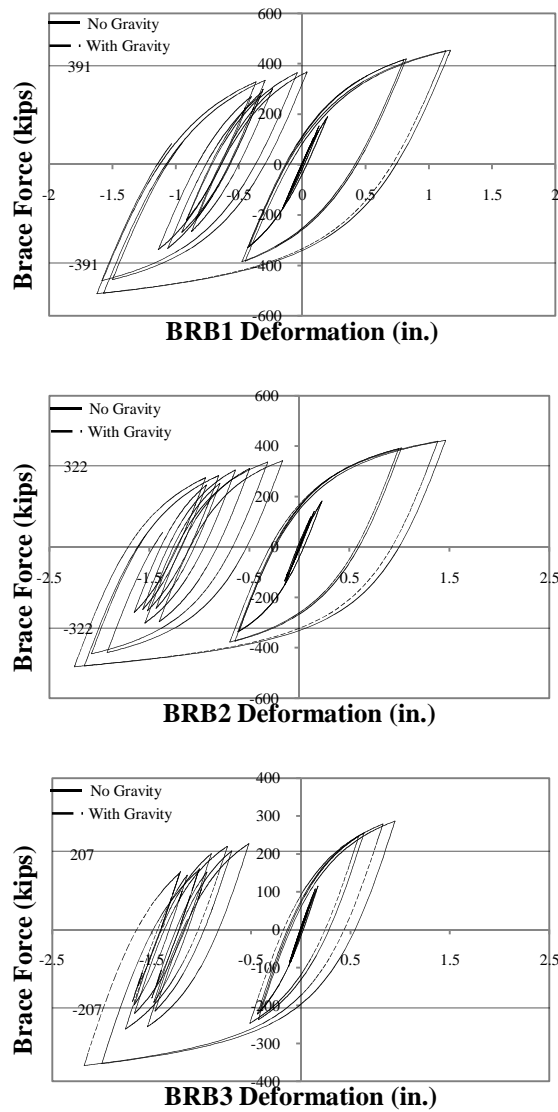 600
No Gravity
With Gravity
400
391
200
0
-2 -1.5 -1 -0.5 0 0.5 1 1.5 2
-200
-391
-400
-600
Brace Force (kips)
BRB1 Deformation (in.)
600
No Gravity
With Gravity
400
322
200
0
-2.5 -1.5 -0.5 0.5 1.5 2.5
-200
-322
-400
-600
Brace Force (kips)
BRB2 Deformation (in.)
400
No Gravity
300
With Gravity
207
200
100
0
-2.5 -1.5 -0.5 0.5 1.5 2.5
-100
-207
-200
-300
-400
Brace Force (kips)
BRB3 Deformation (in.)